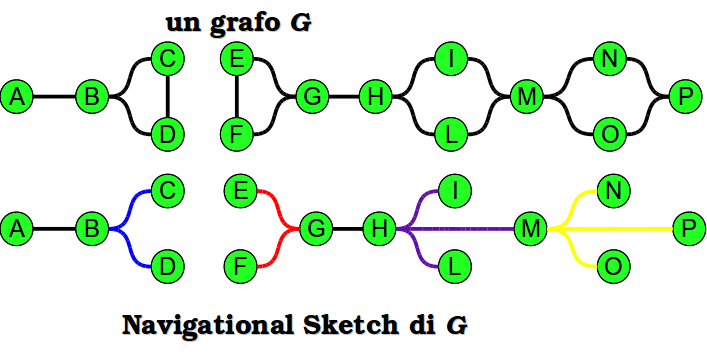 un grafo G
C E I N
A B G H M P
D F L O
C E I N
A B G H M P
D F L O
Navigational Sketch di G